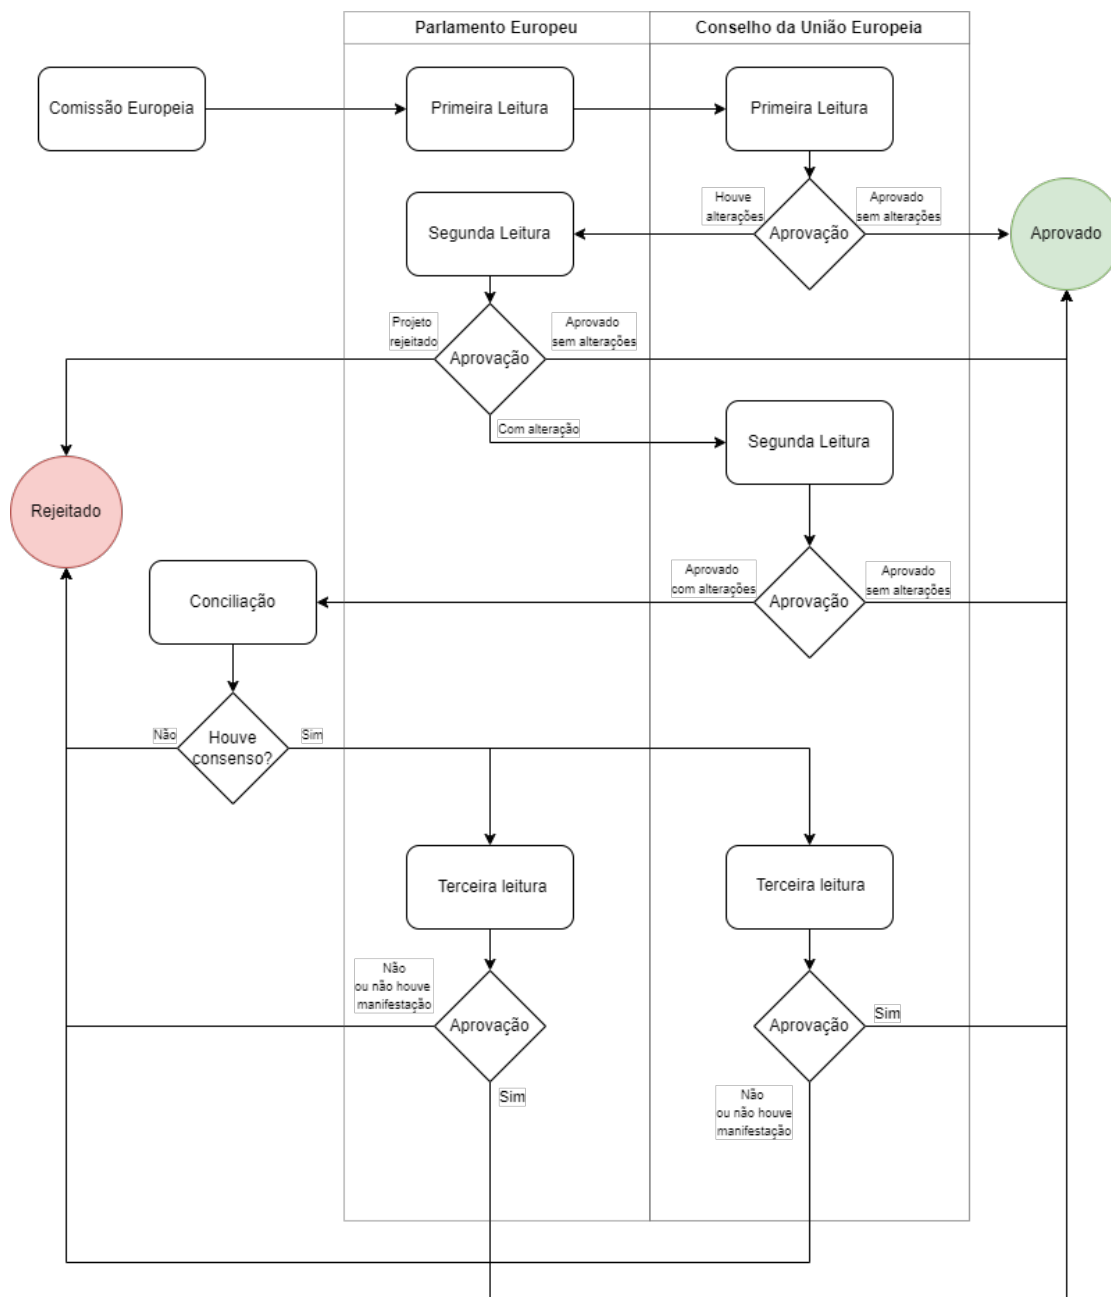 Parlamento Europeu
Conselho da União Europeia
Comissão Europeia
Primeira Leitura
Primeira Leitura
Houve
alterações
Aprovado
sem alterações
Segunda Leitura
Aprovação
Aprovado
Projeto
rejeitado
Aprovado
sem alterações
Aprovação
Com alteração
Segunda Leitura
Rejeitado
Aprovado
com alterações
Aprovado
sem alterações
Conciliação
Aprovação
Não
Houve
consenso?
Sim
Terceira leitura
Terceira leitura
Não
ou não houve
manifestação
Aprovação
Aprovação
Sim
Sim
Não
ou não houve
manifestação